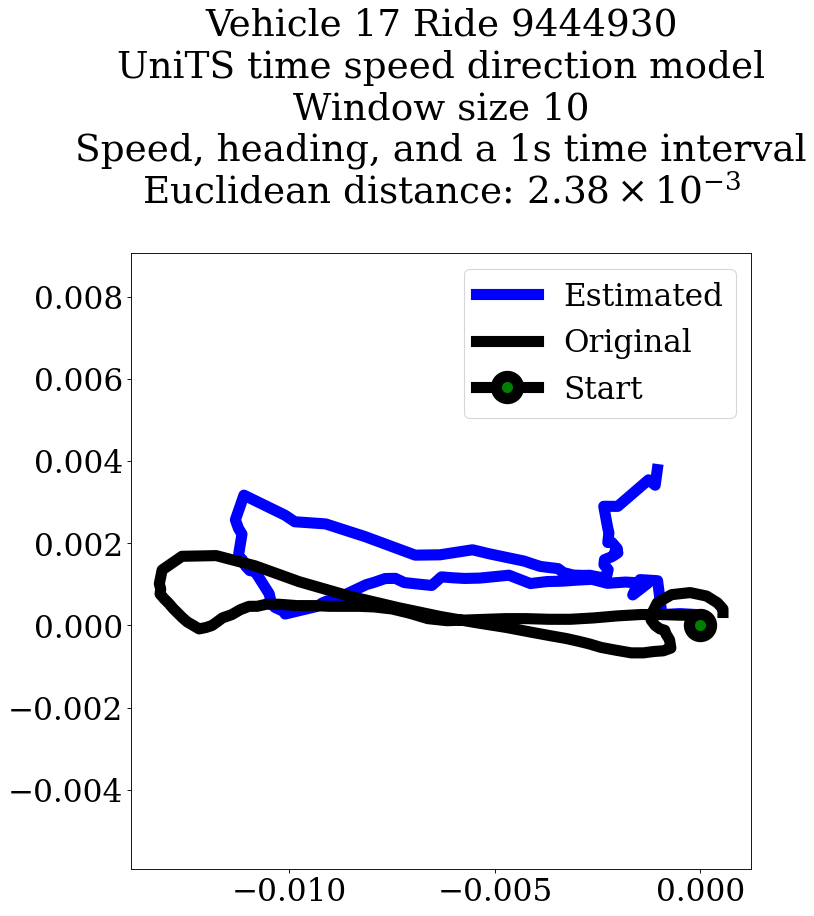 Vehicle 17 Ride 9444930
UniTS time speed direction model
Window size 10
Speed, heading, and a 1s time interval
Euclidean distance: 2.38 × 10⁻³
Estimated
Original
Start
0.008
0.006
0.004
0.002
0.000
−0.002
−0.004
−0.010
−0.005
0.000